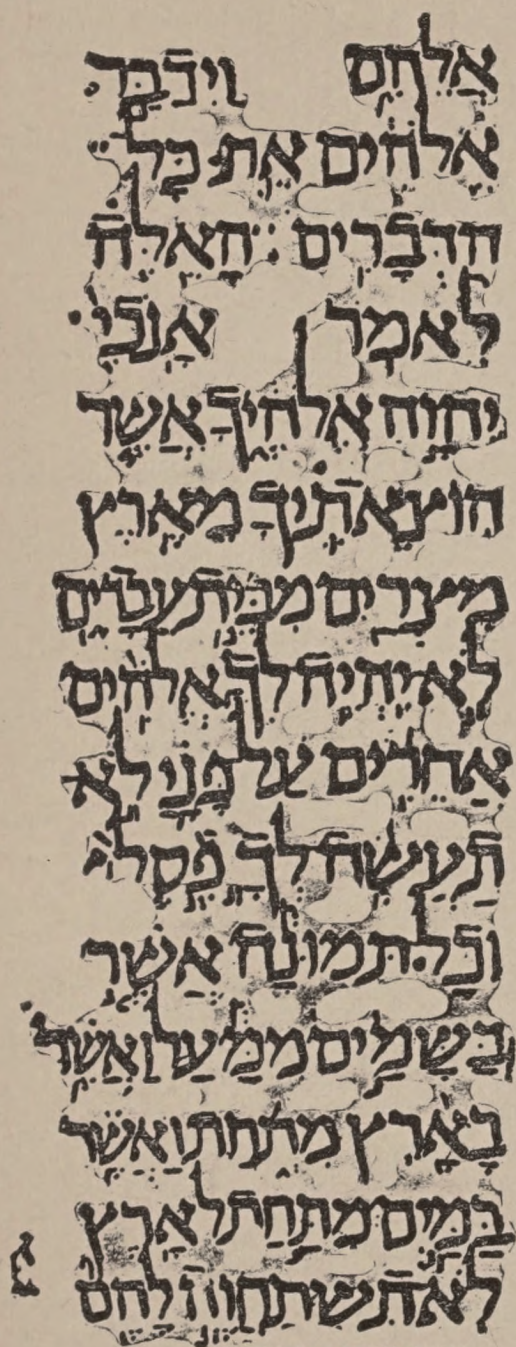 אלהם וידבר
אלהים את כל
הדברים האלה
לאמר אנכי
יהוה אלהיך אשר
הוצאתיך מארץ
מצרים מבית עבדים
לא יהיה לך אלהים
אחרים על פני לא
תעשה לך פסל
וכל תמונה אשר
בשמים ממעל ואשר
בארץ מתחת ואשר
במים מתחת לארץ
לא תשתחוה להם